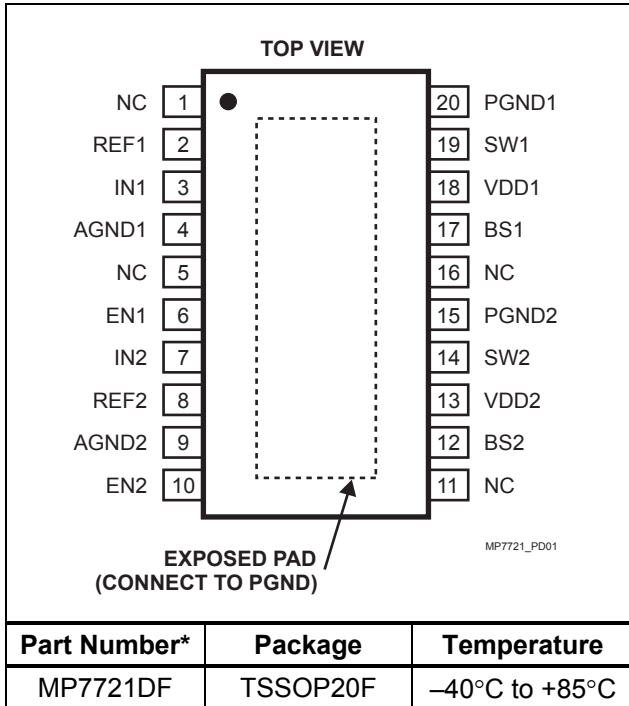 TOP VIEW
NC 1 20 PGND1
REF1 2 19 SW1
IN1 3 18 VDD1
AGND1 4 17 BS1
NC 5 16 NC
EN1 6 15 PGND2
IN2 7 14 SW2
REF2 8 13 VDD2
AGND2 9 12 BS2
EN2 10 11 NC
MP7721_PD01
EXPOSED PAD
(CONNECT TO PGND)
Part Number* Package Temperature
MP7721DF TSSOP20F –40°C to +85°C